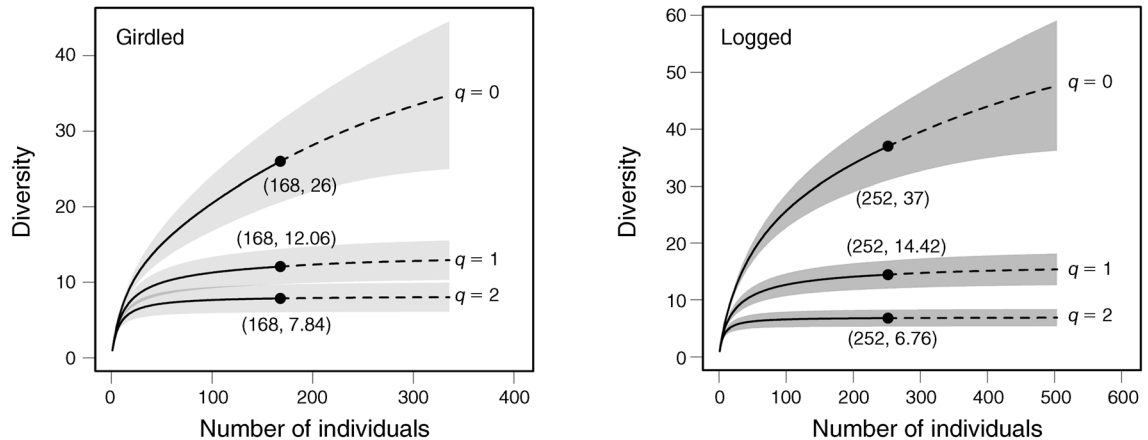 Girdled
Diversity
40
30
20
10
0
q = 0
(168, 26)
(168, 12.06)
q = 1
q = 2
(168, 7.84)
0 100 200 300 400
Number of individuals
Logged
Diversity
60
50
40
30
20
10
0
q = 0
(252, 37)
(252, 14.42)
q = 1
q = 2
(252, 6.76)
0 100 200 300 400 500 600
Number of individuals